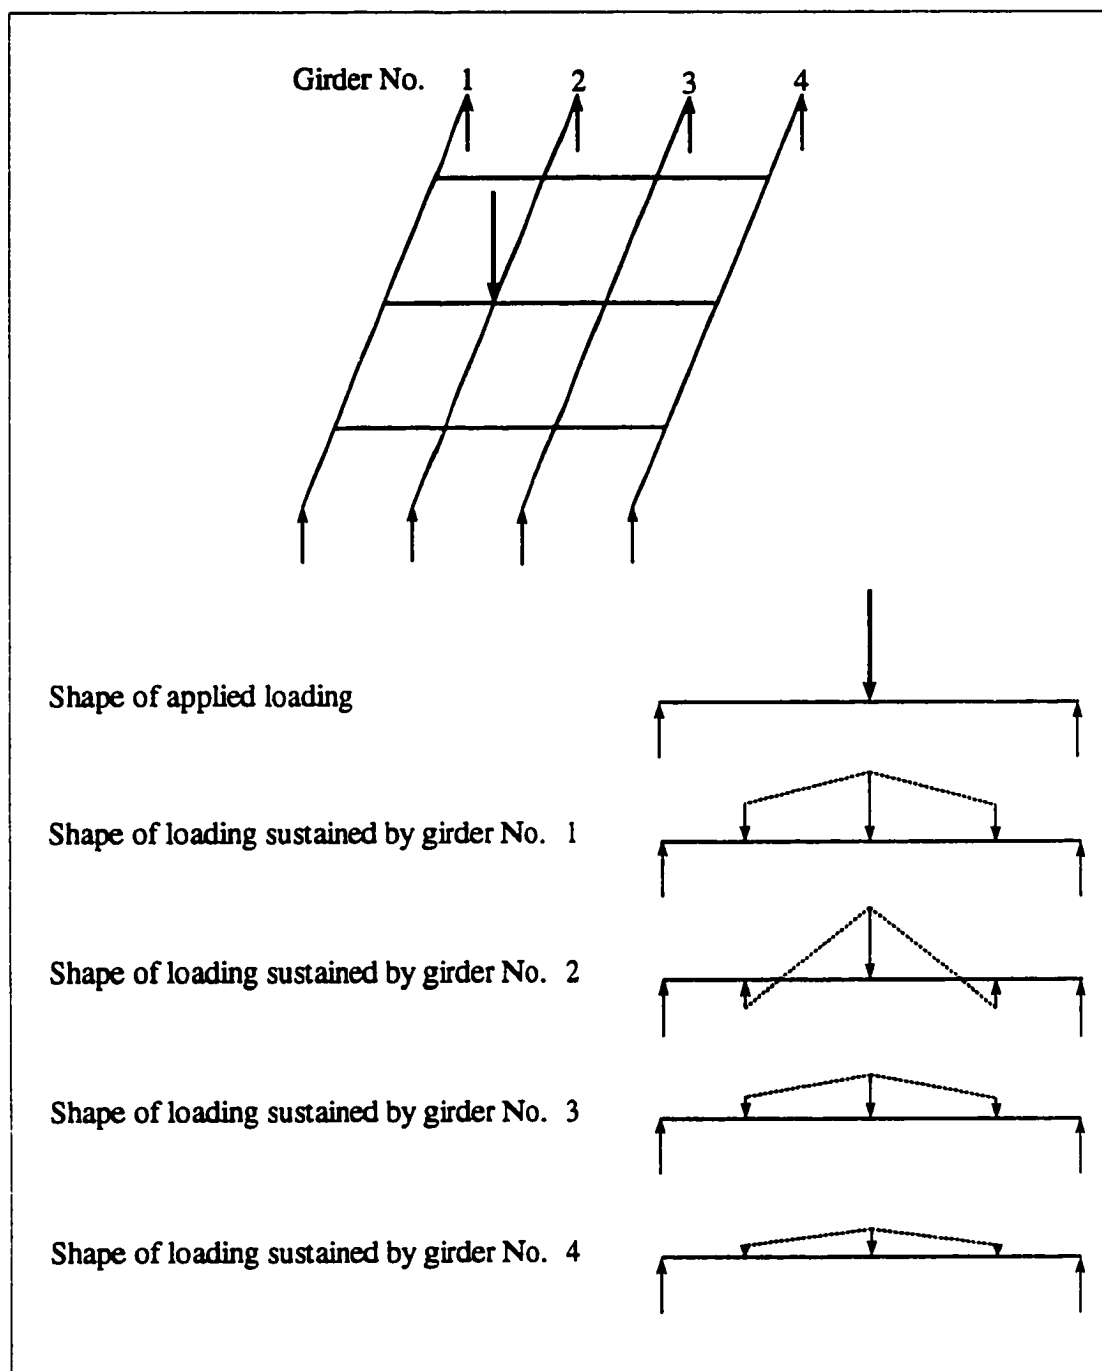 Girder No. 1 2 3 4
Shape of applied loading
Shape of loading sustained by girder No. 1
Shape of loading sustained by girder No. 2
Shape of loading sustained by girder No. 3
Shape of loading sustained by girder No. 4